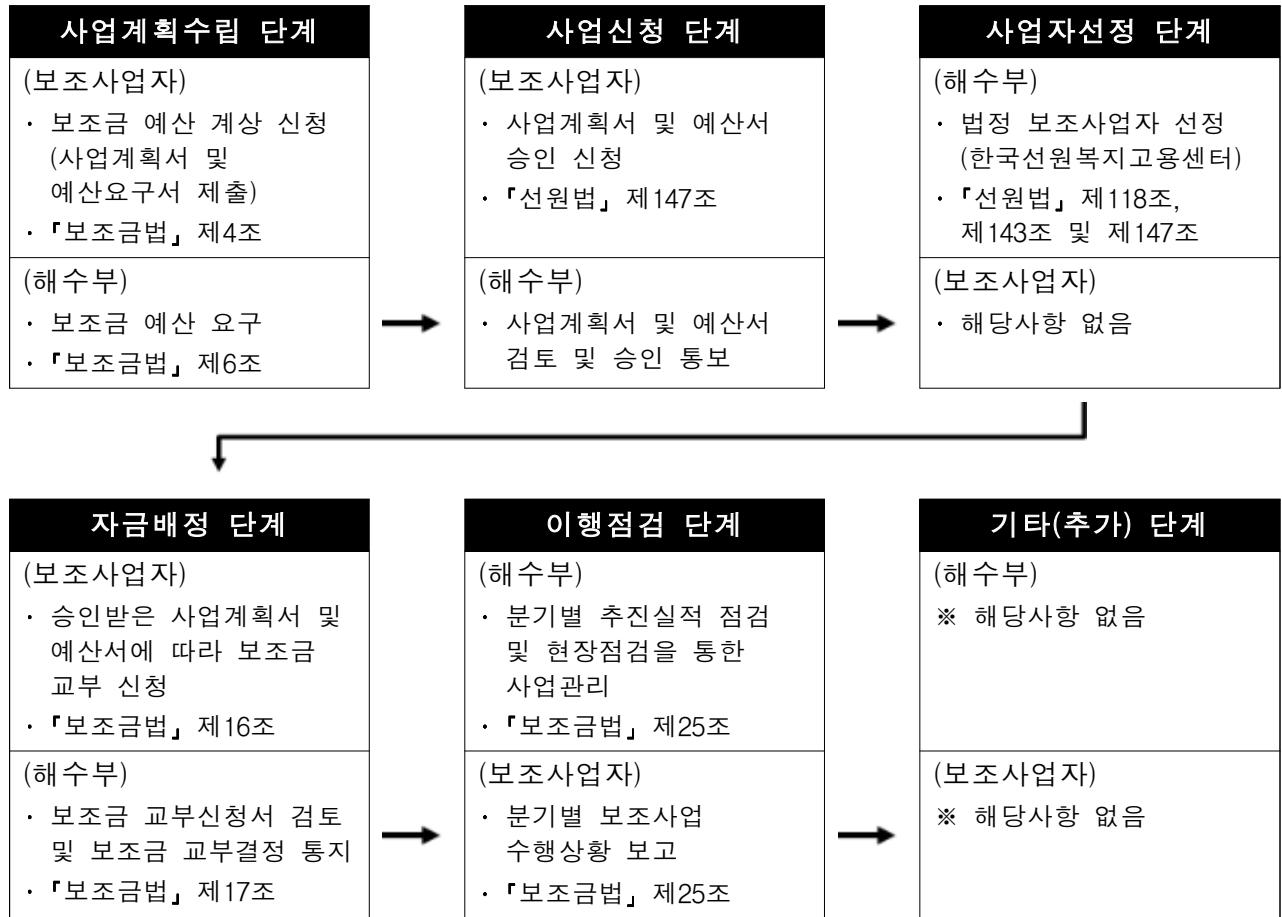 사업계획수립 단계
(보조사업자)
· 보조금 예산 계상 신청
(사업계획서 및
예산요구서 제출)
· 『보조금법』 제4조
(해수부)
· 보조금 예산 요구
· 『보조금법』 제6조
사업신청 단계
(보조사업자)
· 사업계획서 및 예산서
승인 신청
· 『선원법』 제147조
(해수부)
· 사업계획서 및 예산서
검토 및 승인 통보
사업자선정 단계
(해수부)
· 법정 보조사업자 선정
(한국선원복지고용센터)
· 『선원법』 제118조,
제143조 및 제147조
(보조사업자)
· 해당사항 없음
자금배정 단계
(보조사업자)
· 승인받은 사업계획서 및
예산서에 따라 보조금
교부 신청
· 『보조금법』 제16조
(해수부)
· 보조금 교부신청서 검토
및 보조금 교부결정 통지
· 『보조금법』 제17조
이행점검 단계
(해수부)
· 분기별 추진실적 점검
및 현장점검을 통한
사업관리
· 『보조금법』 제25조
(보조사업자)
· 분기별 보조사업
수행상황 보고
· 『보조금법』 제25조
기타(추가) 단계
(해수부)
※ 해당사항 없음
(보조사업자)
※ 해당사항 없음